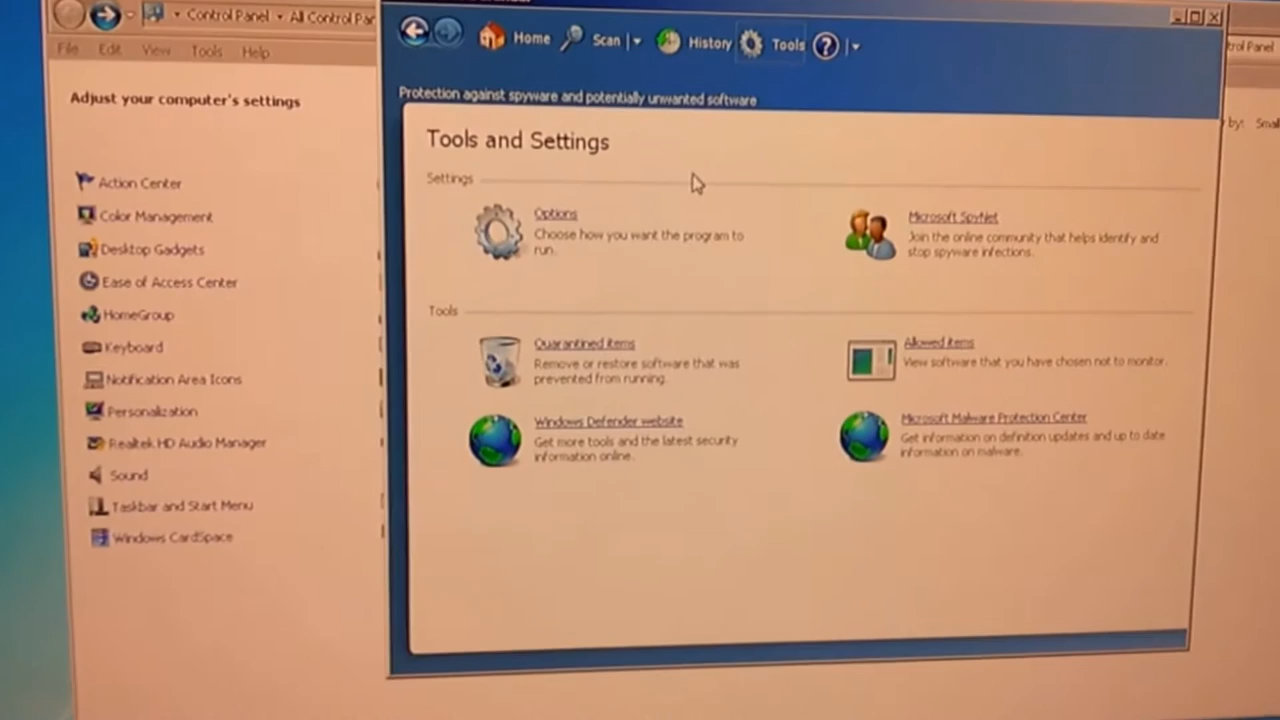 Control Panel ▾ All Control Par
File Edit View Tools Help
Adjust your computer's settings
Action Center
Color Management
Desktop Gadgets
Ease of Access Center
HomeGroup
Keyboard
Notification Area Icons
Personalization
Realtek HD Audio Manager
Sound
Taskbar and Start Menu
Windows CardSpace
Home Scan History Tools
Protection against spyware and potentially unwanted software
Tools and Settings
Settings
Options
Choose how you want the program to
run.
Microsoft SpyNet
Join the online community that helps identify and
stop spyware infections.
Tools
Quarantined items
Remove or restore software that was
prevented from running.
Allowed items
View software that you have chosen not to monitor.
Windows Defender website
Get more tools and the latest security
information online.
Microsoft Malware Protection Center
Get information on definition updates and up to date
information on malware.
trol Panel
by: Smal